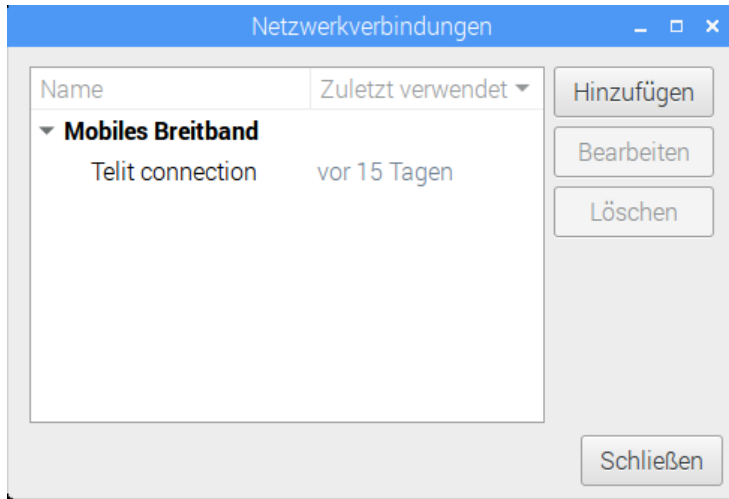 Netzwerkverbindungen
Name Zuletzt verwendet
Hinzufügen
Mobiles Breitband
Bearbeiten
Telit connection vor 15 Tagen
Löschen
Schließen